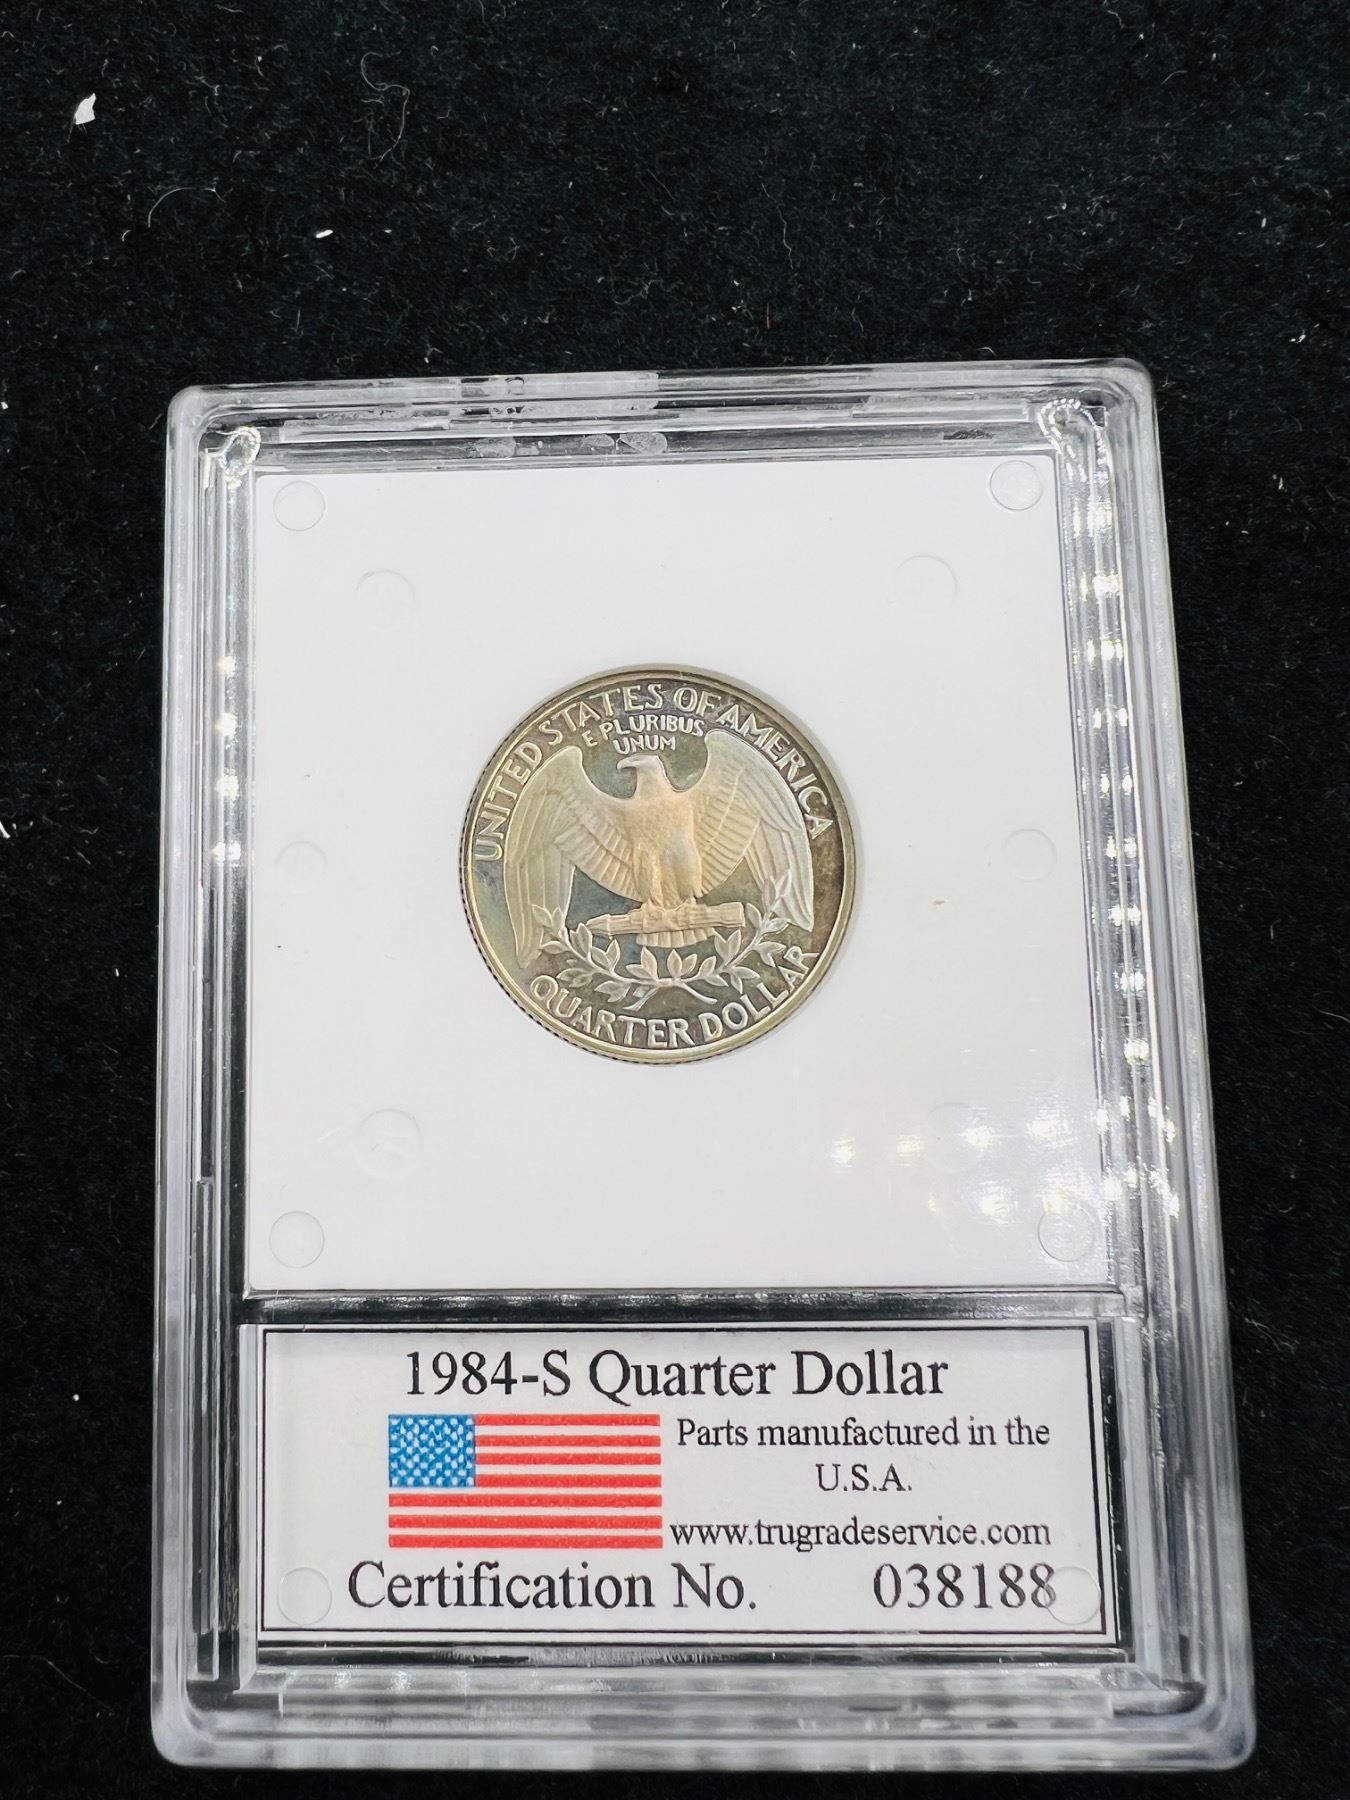 UNITED STATES OF AMERICA
E PLURIBUS
UNUM
QUARTER DOLLAR
1984-S Quarter Dollar
Parts manufactured in the
U.S.A.
www.trugradeservice.com
Certification No. 038188